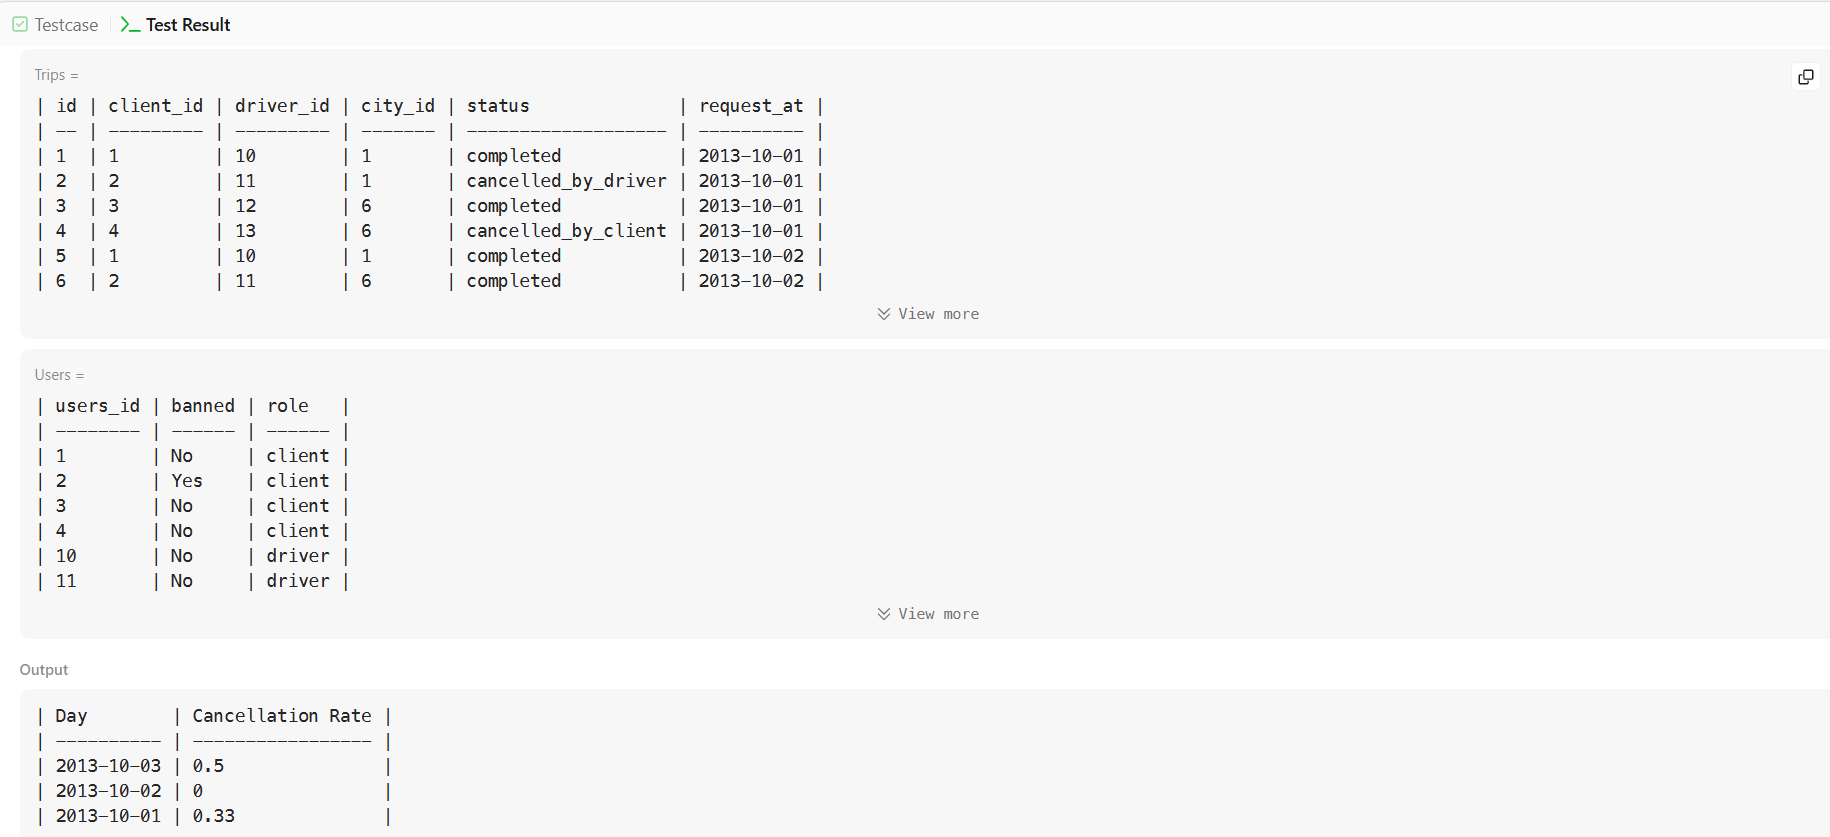 Testcase | >_ Test Result
Trips =
| id | client_id | driver_id | city_id | status              | request_at |
| -- | --------- | --------- | ------- | ------------------- | ---------- |
| 1  | 1         | 10        | 1       | completed           | 2013-10-01 |
| 2  | 2         | 11        | 1       | cancelled_by_driver | 2013-10-01 |
| 3  | 3         | 12        | 6       | completed           | 2013-10-01 |
| 4  | 4         | 13        | 6       | cancelled_by_client | 2013-10-01 |
| 5  | 1         | 10        | 1       | completed           | 2013-10-02 |
| 6  | 2         | 11        | 6       | completed           | 2013-10-02 |
View more
Users =
| users_id | banned | role   |
| -------- | ------ | ------ |
| 1        | No     | client |
| 2        | Yes    | client |
| 3        | No     | client |
| 4        | No     | client |
| 10       | No     | driver |
| 11       | No     | driver |
View more
Output
| Day        | Cancellation Rate |
| ---------- | ----------------- |
| 2013-10-03 | 0.5               |
| 2013-10-02 | 0                 |
| 2013-10-01 | 0.33              |